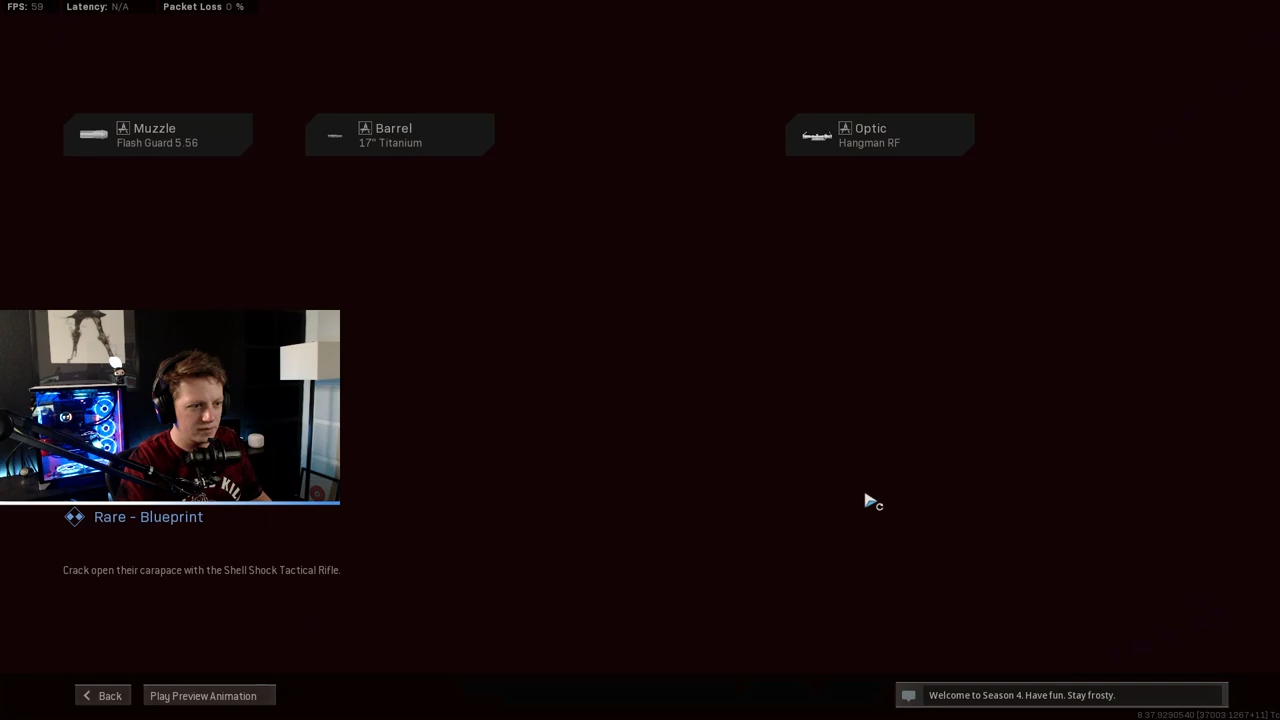 FPS: 59 Latency: N/A Packet Loss 0 %
Muzzle
Flash Guard 5.56
Barrel
17" Titanium
Optic
Hangman RF
Rare - Blueprint
Crack open their carapace with the Shell Shock Tactical Rifle.
Back
Play Preview Animation
Welcome to Season 4. Have fun. Stay frosty.